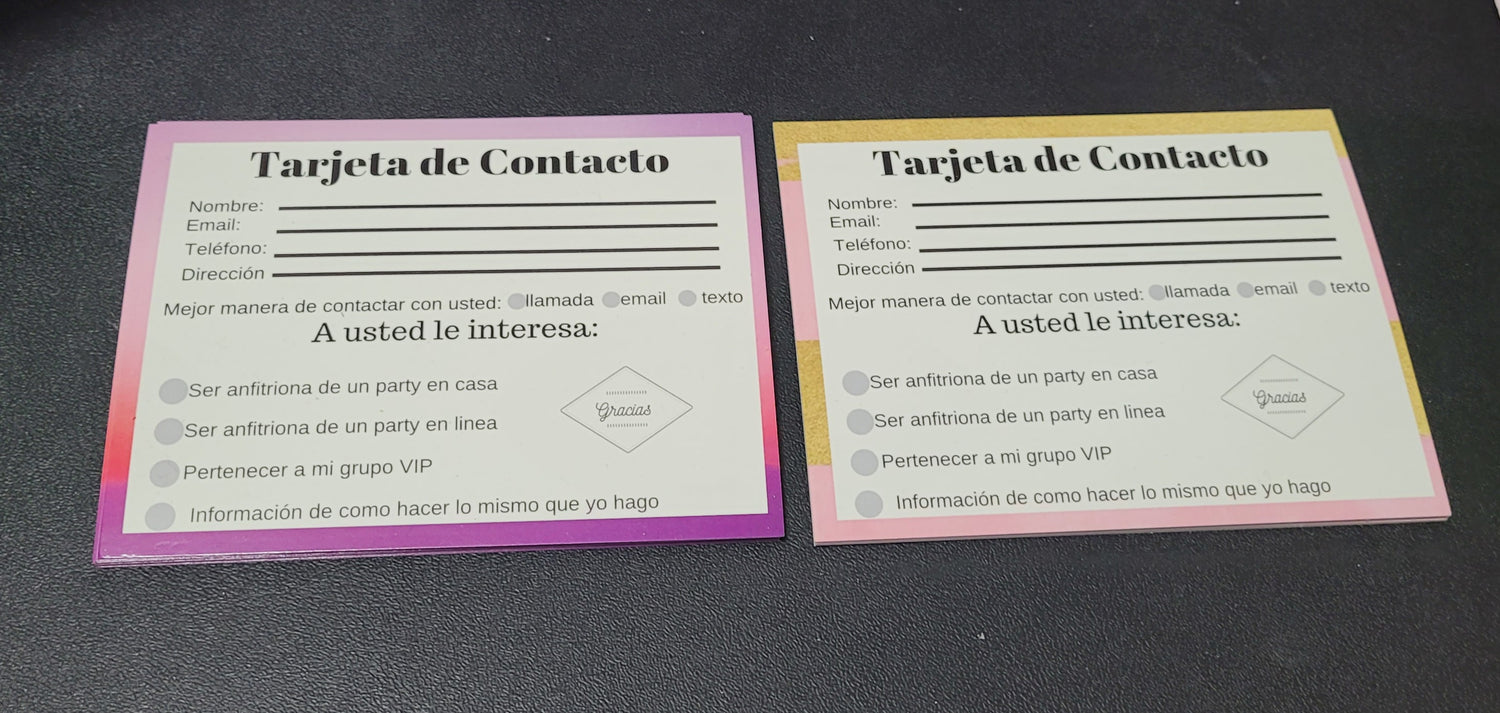 Tarjeta de Contacto
Nombre:
Email:
Teléfono:
Dirección
Mejor manera de contactar con usted: llamada email texto
A usted le interesa:
Ser anfitriona de un party en casa
Ser anfitriona de un party en linea
Gracias
Pertenecer a mi grupo VIP
Información de como hacer lo mismo que yo hago
Tarjeta de Contacto
Nombre:
Email:
Teléfono:
Dirección
Mejor manera de contactar con usted: llamada email texto
A usted le interesa:
Ser anfitriona de un party en casa
Ser anfitriona de un party en linea
Gracias
Pertenecer a mi grupo VIP
Información de como hacer lo mismo que yo hago